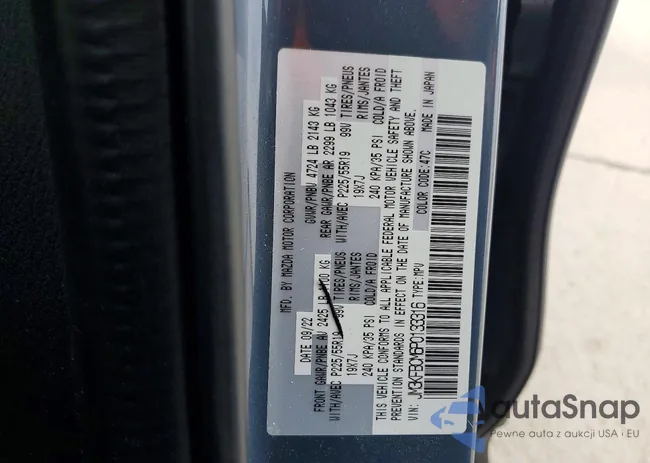 MFD. BY MAZDA MOTOR CORPORATION
DATE 09/22
GVWR/PNBV 4724 LB 2143 KG
FRONT GAWR/PNBE AV 2425 LB 1100 KG
REAR GAWR/PNBE AR 2299 LB 1043 KG
WITH/AVEC P225/55R19 99V TIRES/PNEUS
WITH/AVEC P225/55R19 99V TIRES/PNEUS
19X7J RIMS/JANTES
19X7J RIMS/JANTES
240 KPA/35 PSI COLD/A FROID
240 KPA/35 PSI COLD/A FROID
THIS VEHICLE CONFORMS TO ALL APPLICABLE FEDERAL MOTOR VEHICLE SAFETY AND THEFT
PREVENTION STANDARDS IN EFFECT ON THE DATE OF MANUFACTURE SHOWN ABOVE.
VIN: JM3KFBCM6P0133316 TYPE:MPV
COLOR CODE:47C
MADE IN JAPAN
autaSnap
Pewne auta z aukcji USA i EU